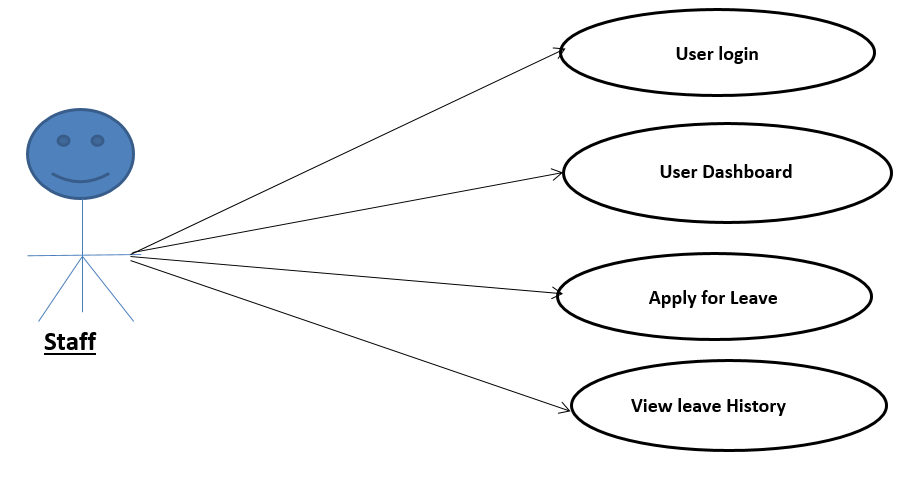 User login
User Dashboard
Apply for Leave
Staff
View leave History